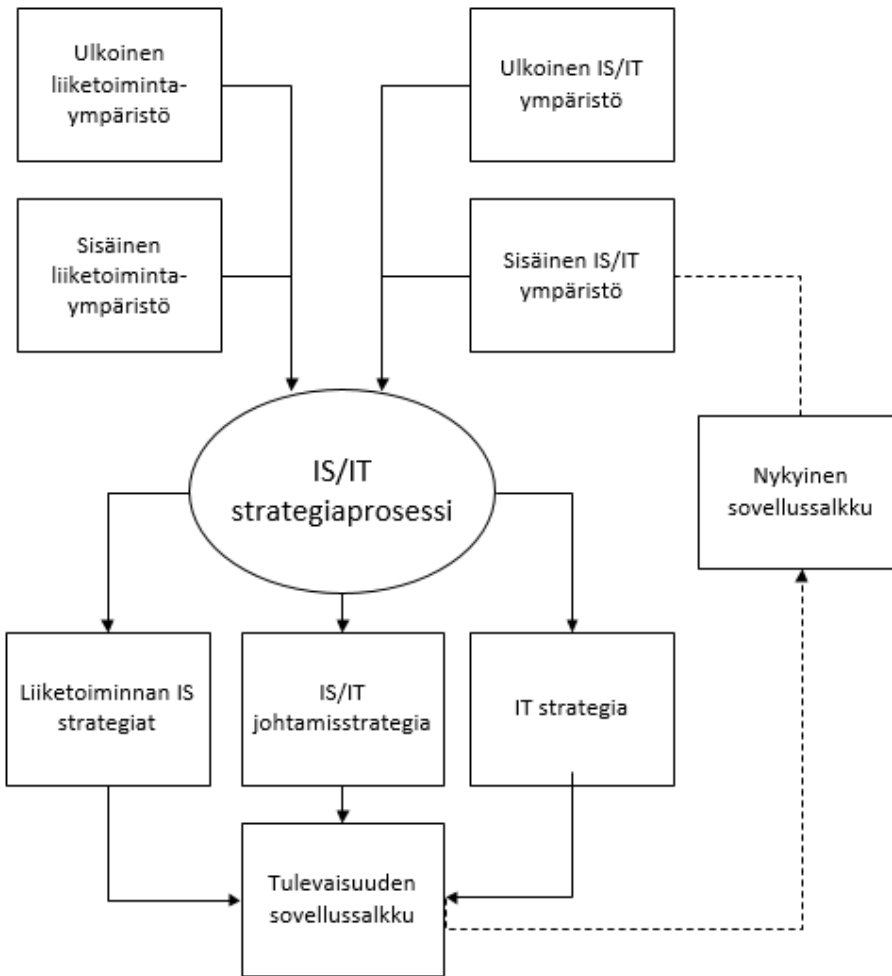 Ulkoinen
liiketoiminta-
ympäristö
Ulkoinen IS/IT
ympäristö
Sisäinen
liiketoiminta-
ympäristö
Sisäinen IS/IT
ympäristö
IS/IT
strategiaprosessi
Nykyinen
sovellussalkku
Liiketoiminnan IS
strategiat
IS/IT
johtamisstrategia
IT strategia
Tulevaisuuden
sovellussalkku